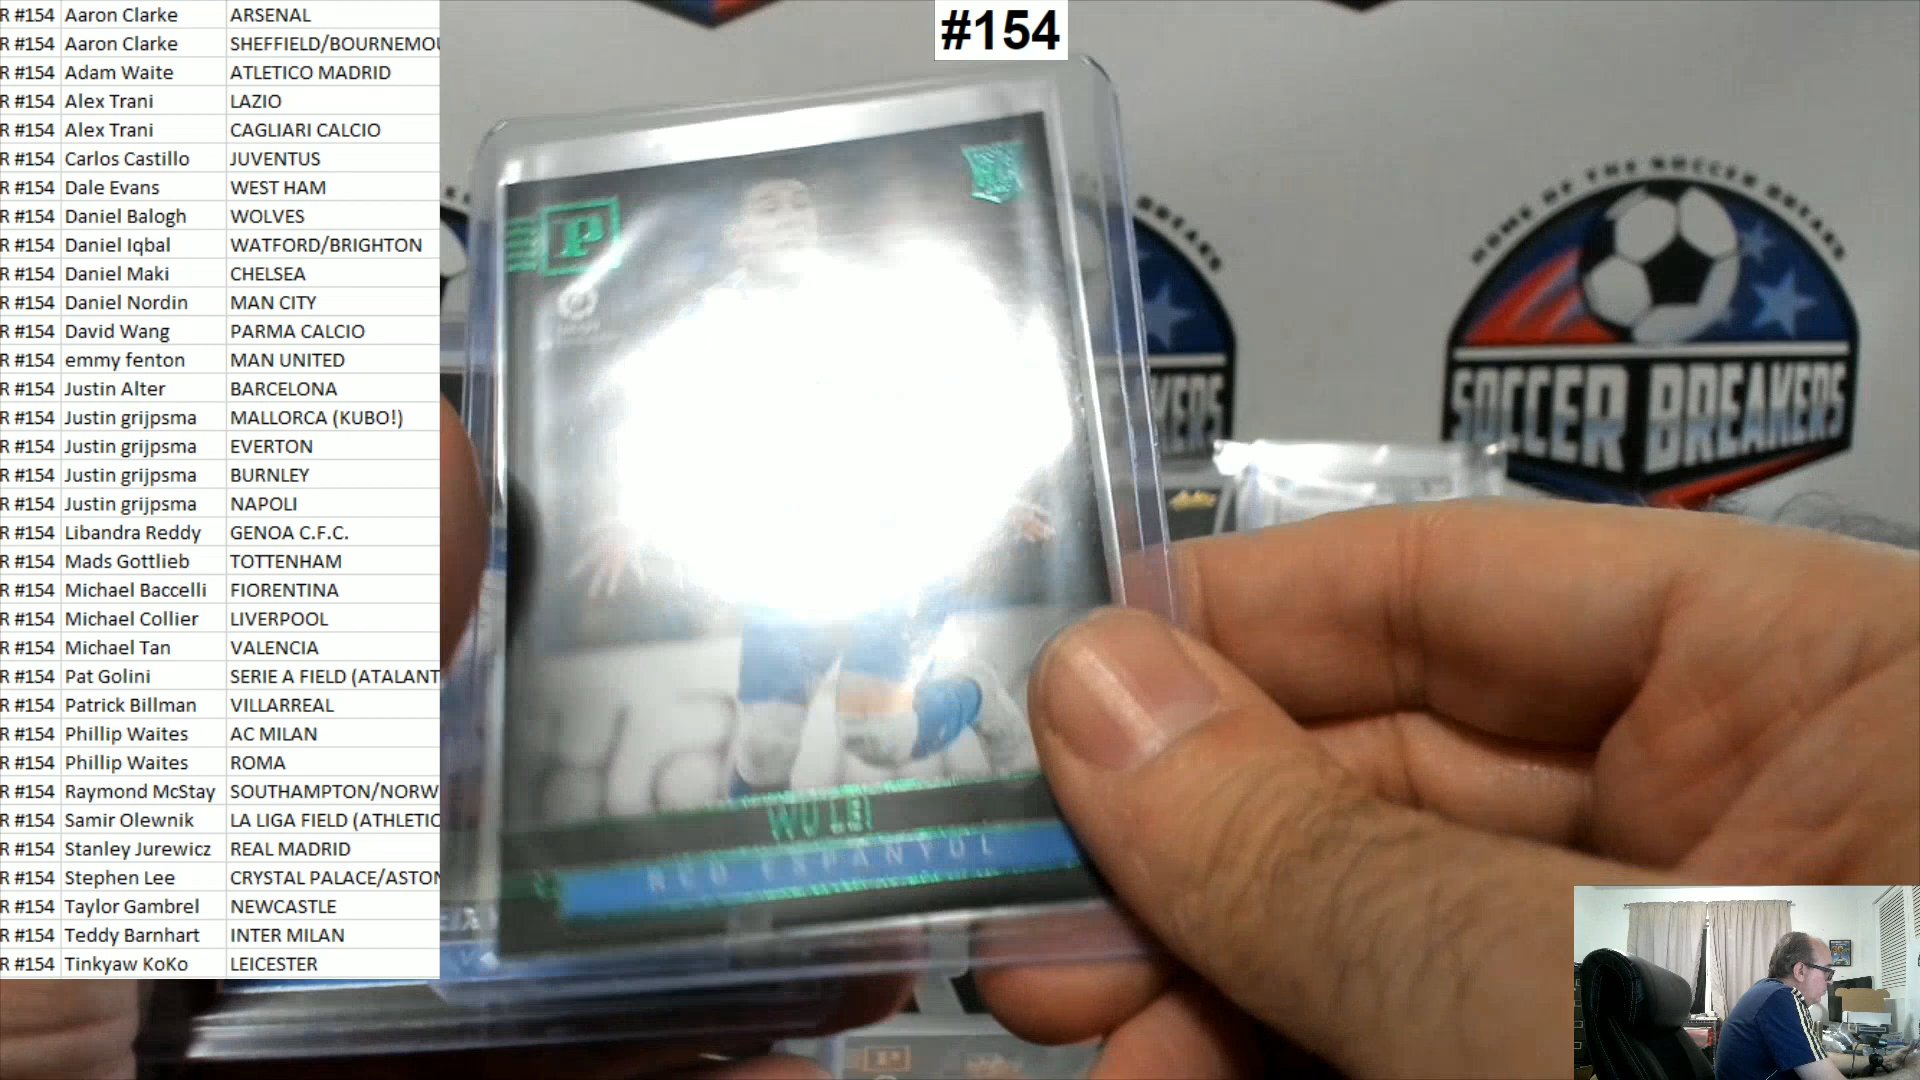 #154
R #154 Aaron Clarke ARSENAL
R #154 Aaron Clarke SHEFFIELD/BOURNEMOU
R #154 Adam Waite ATLETICO MADRID
R #154 Alex Trani LAZIO
R #154 Alex Trani CAGLIARI CALCIO
R #154 Carlos Castillo JUVENTUS
R #154 Dale Evans WEST HAM
R #154 Daniel Balogh WOLVES
R #154 Daniel Iqbal WATFORD/BRIGHTON
R #154 Daniel Maki CHELSEA
R #154 Daniel Nordin MAN CITY
R #154 David Wang PARMA CALCIO
R #154 emmy fenton MAN UNITED
R #154 Justin Alter BARCELONA
R #154 Justin grijpsma MALLORCA (KUBO!)
R #154 Justin grijpsma EVERTON
R #154 Justin grijpsma BURNLEY
R #154 Justin grijpsma NAPOLI
R #154 Libandra Reddy GENOA C.F.C.
R #154 Mads Gottlieb TOTTENHAM
R #154 Michael Baccelli FIORENTINA
R #154 Michael Collier LIVERPOOL
R #154 Michael Tan VALENCIA
R #154 Pat Golini SERIE A FIELD (ATALANT
R #154 Patrick Billman VILLARREAL
R #154 Phillip Waites AC MILAN
R #154 Phillip Waites ROMA
R #154 Raymond McStay SOUTHAMPTON/NORW
R #154 Samir Olewnik LA LIGA FIELD (ATHLETIC
R #154 Stanley Jurewicz REAL MADRID
R #154 Stephen Lee CRYSTAL PALACE/ASTON
R #154 Taylor Gambrel NEWCASTLE
R #154 Teddy Barnhart INTER MILAN
R #154 Tinkyaw KoKo LEICESTER
P
WU LEI
RCD ESPANYOL
HOME OF THE SOCCER BREAKS
SOCCER BREAKERS